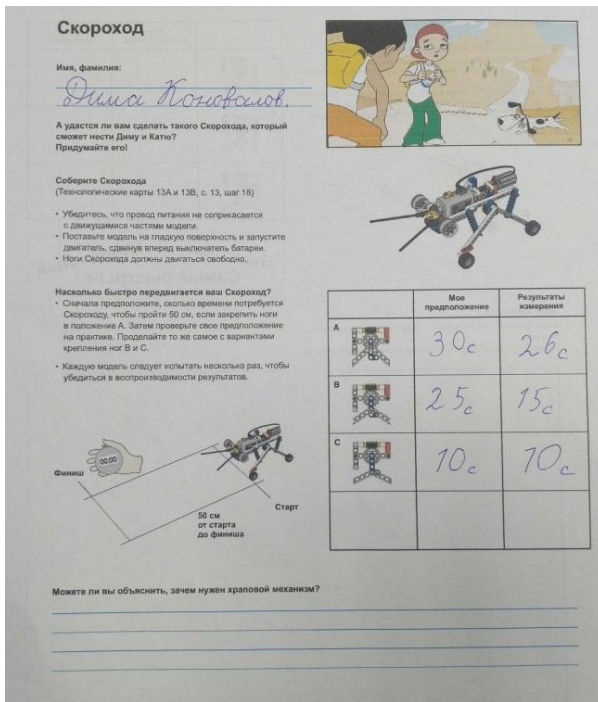 Скороход
Имя, фамилия:
Дима Коновалов.
А удастся ли вам сделать такого Скорохода, который
сможет нести Диму и Катю?
Придумайте его!
Соберите Скорохода
(Технологические карты 13А и 13В, с. 13, шаг 18)
• Убедитесь, что провод питания не соприкасается
с движущимися частями модели.
• Поставьте модель на гладкую поверхность и запустите
двигатель, сдвинув вперед выключатель батареи.
• Ноги Скорохода должны двигаться свободно.
Насколько быстро передвигается ваш Скороход?
• Сначала предположите, сколько времени потребуется
Скороходу, чтобы пройти 50 см, если закрепить ноги
в положение А. Затем проверьте свое предположение
на практике. Проделайте то же самое с вариантами
крепления ног В и С.
• Каждую модель следует испытать несколько раз, чтобы
убедиться в воспроизводимости результатов.
Мое
предположение
Результаты
измерения
A
30с
26с
B
25с
15с
C
10с
10с
00:00
Финиш
Старт
50 см
от старта
до финиша
Можете ли вы объяснить, зачем нужен храповой механизм?